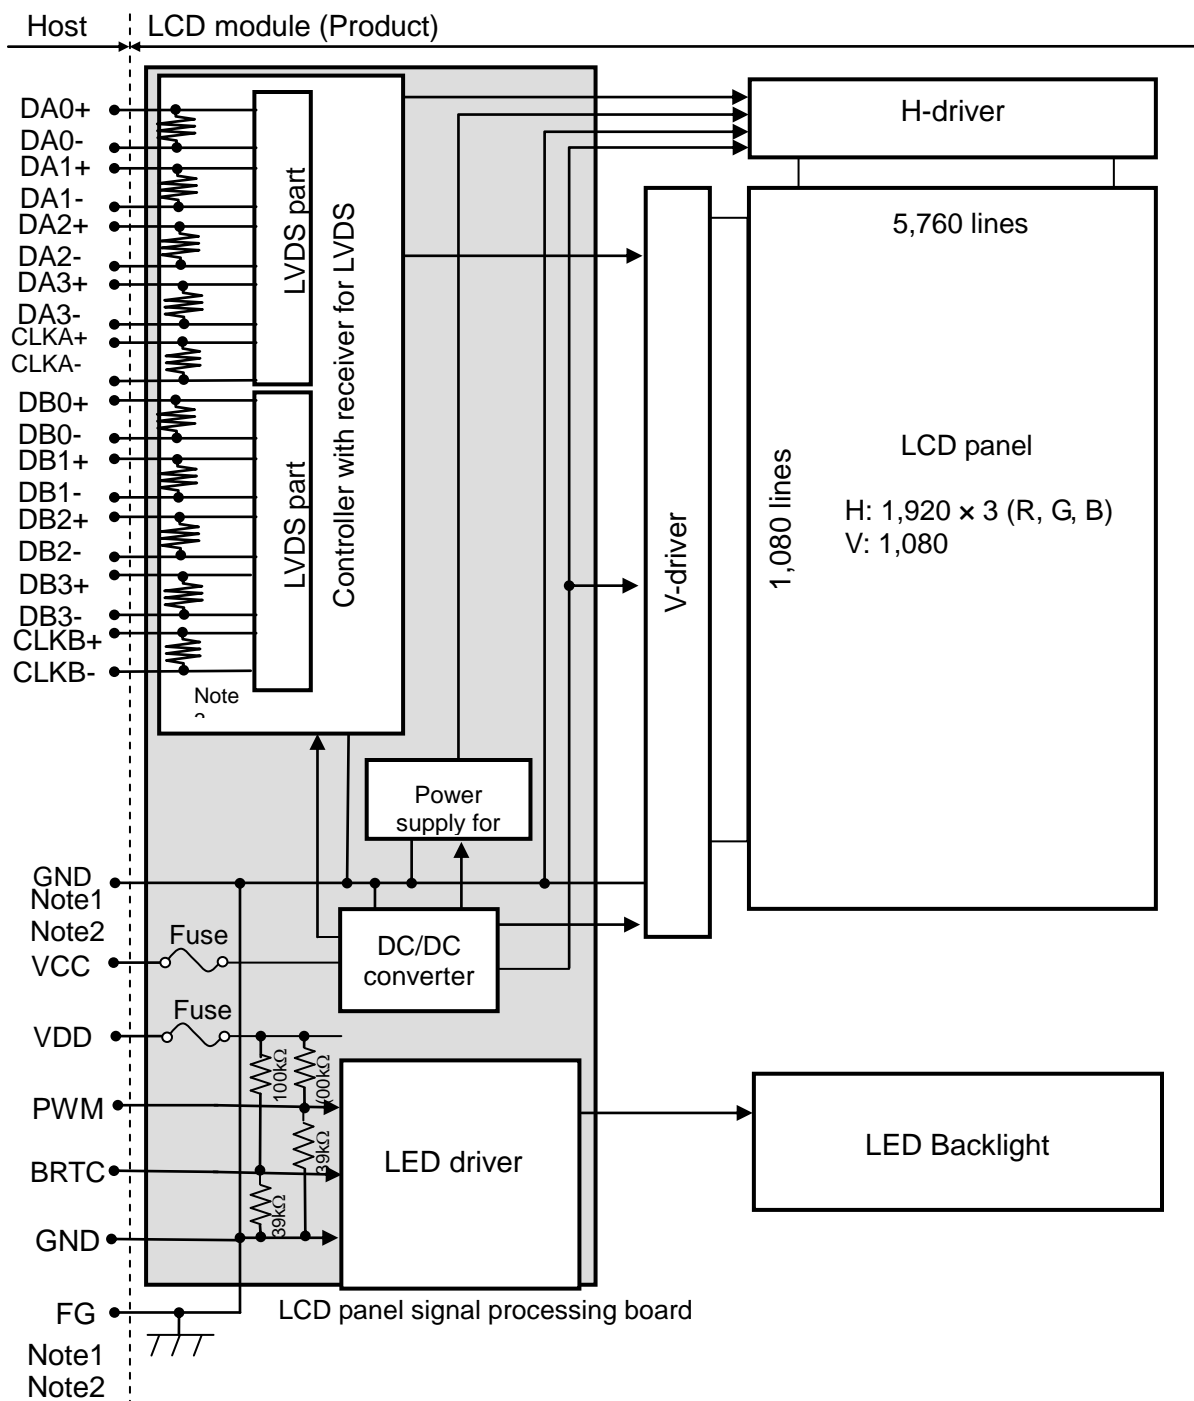 Host
LCD module (Product)
DA0+
DA0-
DA1+
DA1-
DA2+
DA2-
DA3+
DA3-
CLKA+
CLKA-
DB0+
DB0-
DB1+
DB1-
DB2+
DB2-
DB3+
DB3-
CLKB+
CLKB-
LVDS part
LVDS part
Controller with receiver for LVDS
Note
H-driver
V-driver
5,760 lines
1,080 lines
LCD panel
H: 1,920 × 3 (R, G, B)
V: 1,080
Power
supply for
GND
Note1
Note2
VCC
Fuse
DC/DC
converter
VDD
Fuse
100kΩ
00kΩ
PWM
39kΩ
BRTC
39kΩ
LED driver
LED Backlight
GND
FG
LCD panel signal processing board
Note1
Note2